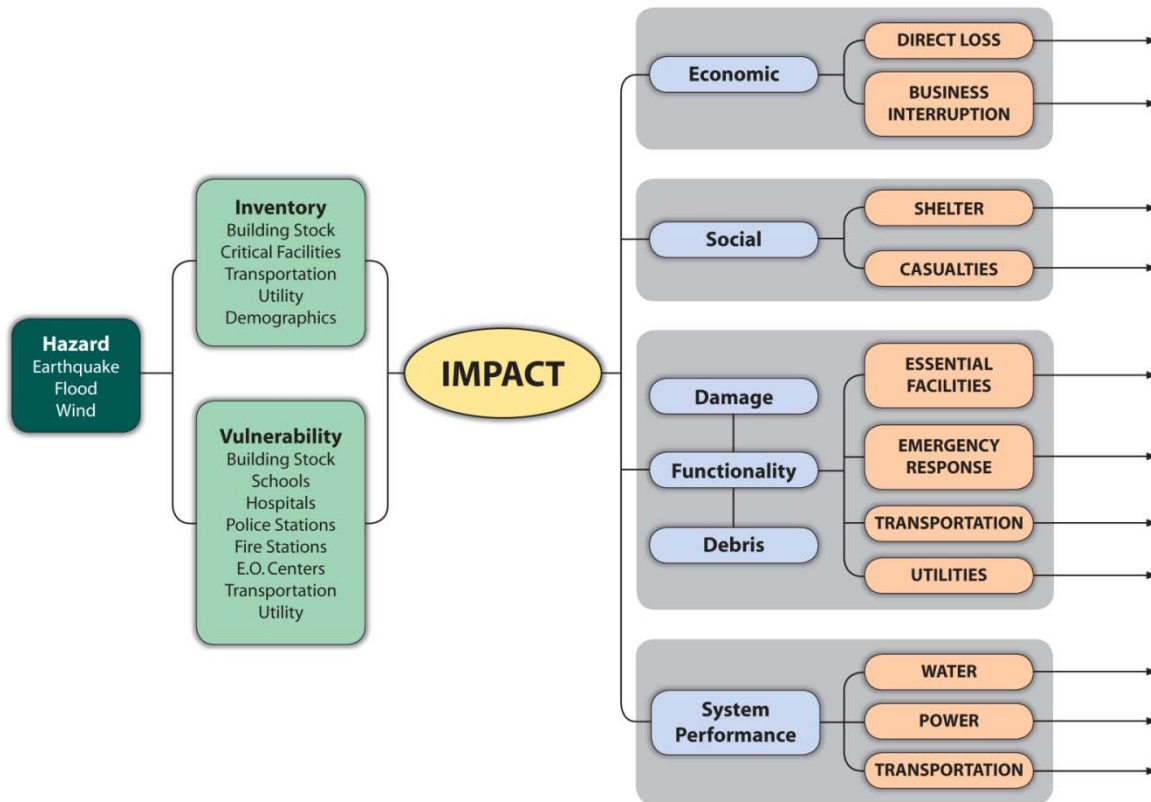 Hazard
Earthquake
Flood
Wind
Inventory
Building Stock
Critical Facilities
Transportation
Utility
Demographics
Vulnerability
Building Stock
Schools
Hospitals
Police Stations
Fire Stations
E.O. Centers
Transportation
Utility
IMPACT
Economic
DIRECT LOSS
BUSINESS
INTERRUPTION
Social
SHELTER
CASUALTIES
Damage
Functionality
Debris
ESSENTIAL
FACILITIES
EMERGENCY
RESPONSE
TRANSPORTATION
UTILITIES
System
Performance
WATER
POWER
TRANSPORTATION